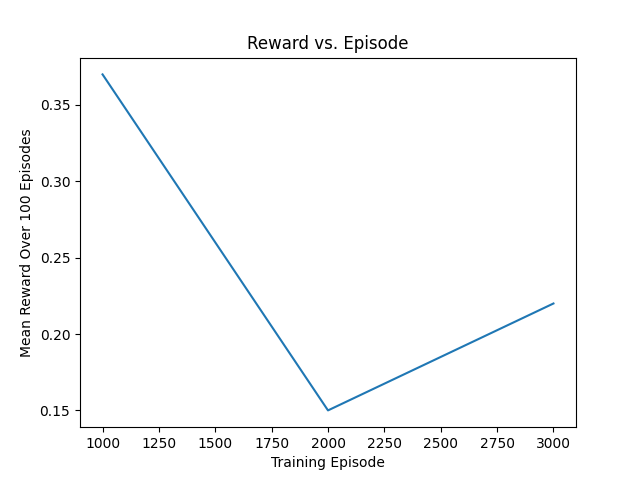 Reward vs. Episode
Mean Reward Over 100 Episodes
0.35
0.30
0.25
0.20
0.15
1000 1250 1500 1750 2000 2250 2500 2750 3000
Training Episode